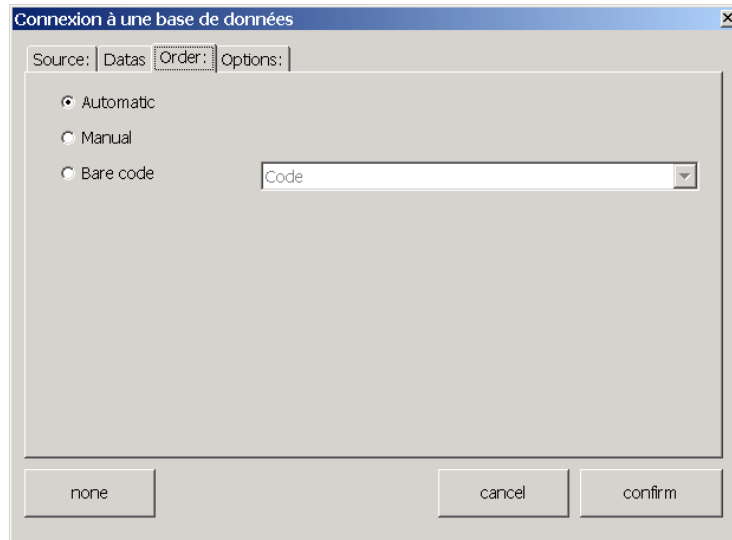 Connexion à une base de données
Source: Datas Order: Options:
Automatic
Manual
Bare code Code
none cancel confirm